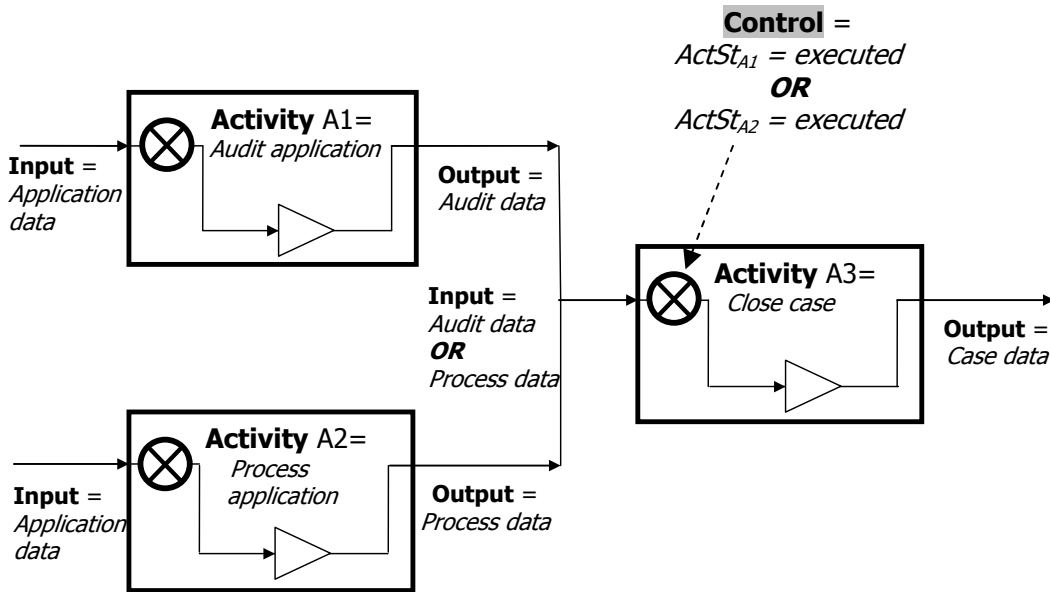 Control =
ActStA1 = executed
OR
ActStA2 = executed
Activity A1=
Audit application
Input =
Application
data
Output =
Audit data
Input =
Audit data
OR
Process data
Activity A3=
Close case
Output =
Case data
Activity A2=
Process
application
Input =
Application
data
Output =
Process data